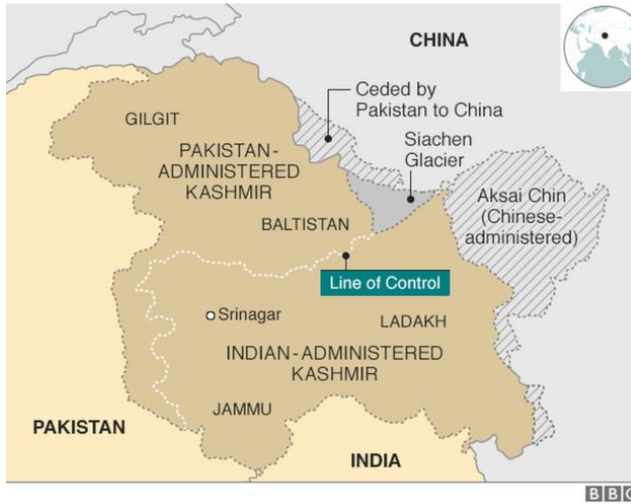 CHINA
Ceded by
Pakistan to China
GILGIT
Siachen
Glacier
PAKISTAN-
ADMINISTERED
KASHMIR
Aksai Chin
(Chinese-
administered)
BALTISTAN
Line of Control
Srinagar
LADAKH
INDIAN-ADMINISTERED
KASHMIR
JAMMU
PAKISTAN
INDIA
BBC